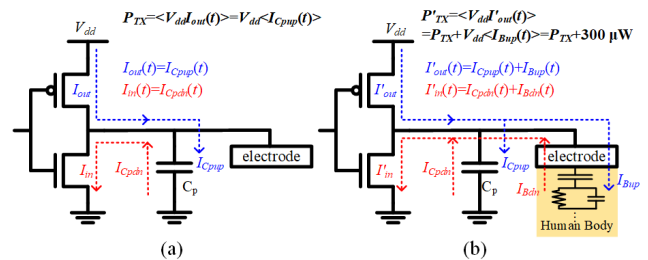 P_TX=<V_dd I_out(t)>=V_dd<I_Cpup(t)>
V_dd
I_out(t)=I_Cpup(t)
I_in(t)=I_Cpdn(t)
I_out
I_in
I_Cpdn
I_Cpup
C_p
electrode
(a)
P'_TX=<V_dd I'_out(t)>
=P_TX+V_dd<I_Bup(t)>=P_TX+300 μW
V_dd
I'_out(t)=I_Cpup(t)+I_Bup(t)
I'_in(t)=I_Cpdn(t)+I_Bdn(t)
I'_out
I'_in
I_Cpdn
I_Cpup
C_p
electrode
I_Bdn
I_Bup
Human Body
(b)